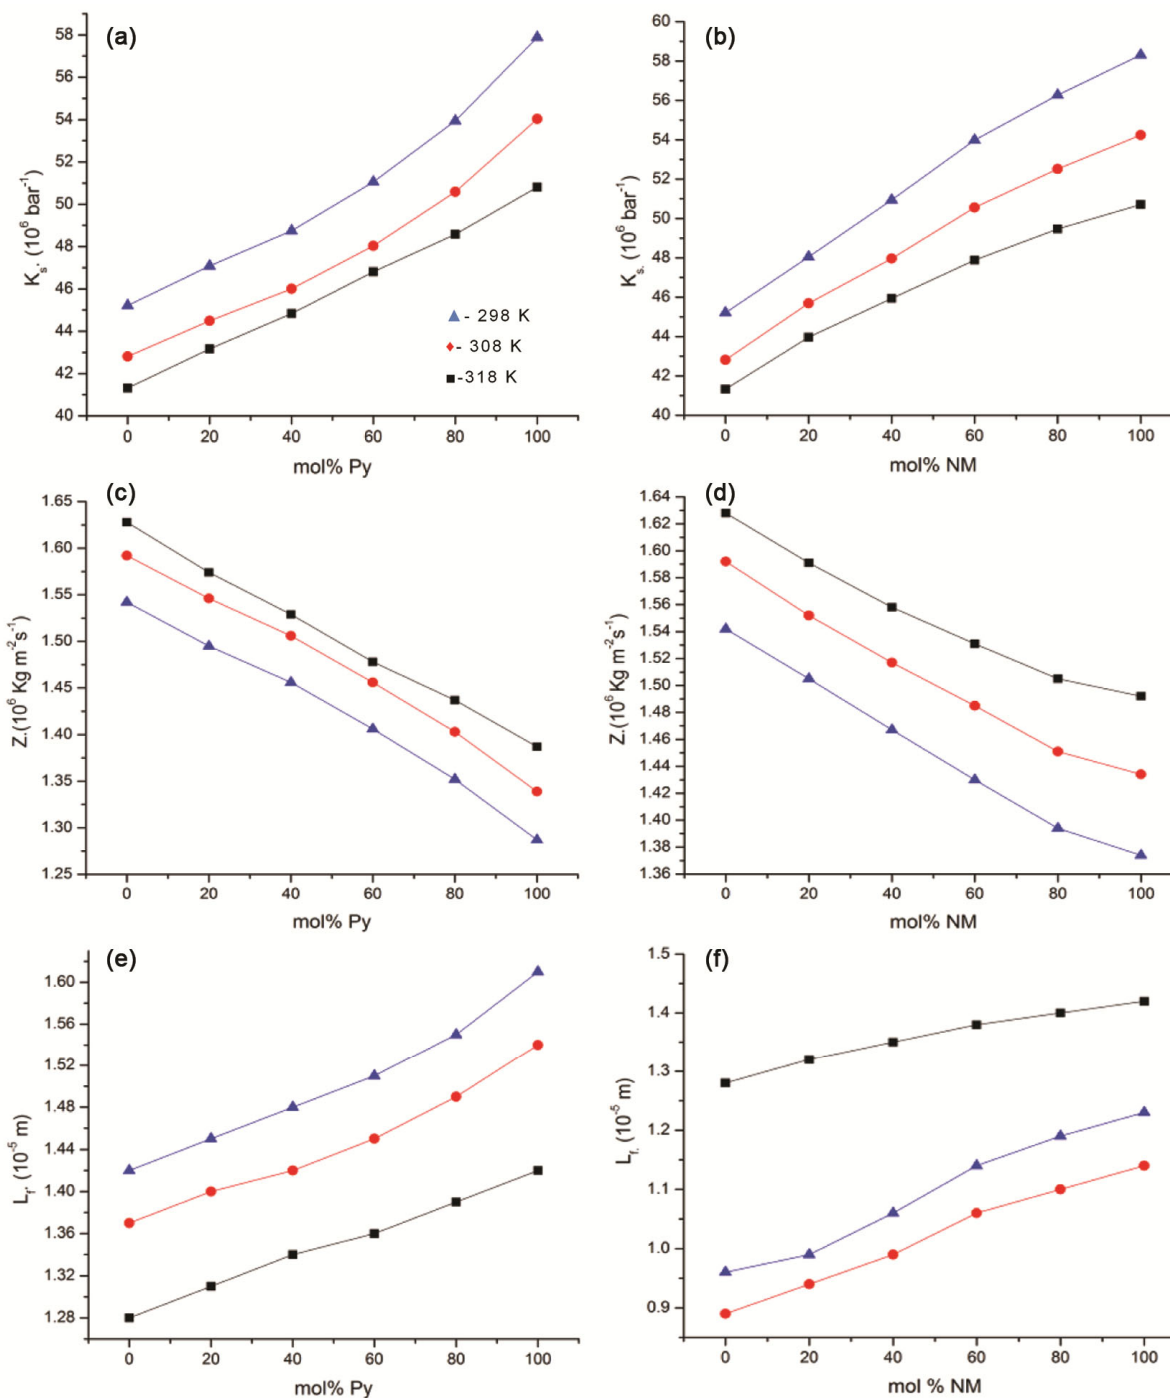 (a)
58
56
54
52
50
48
46
44
42
40
K_s. (10^6 bar^-1)
▲- 298 K
♦- 308 K
■-318 K
0 20 40 60 80 100
mol% Py
(b)
60
58
56
54
52
50
48
46
44
42
40
K_s. (10^6 bar^-1)
0 20 40 60 80 100
mol% NM
(c)
1.65
1.60
1.55
1.50
1.45
1.40
1.35
1.30
1.25
Z.(10^6 Kg m^-2 s^-1)
0 20 40 60 80 100
mol% Py
(d)
1.64
1.62
1.60
1.58
1.56
1.54
1.52
1.50
1.48
1.46
1.44
1.42
1.40
1.38
1.36
Z.(10^6 Kg m^-2 s^-1)
0 20 40 60 80 100
mol% NM
(e)
1.60
1.56
1.52
1.48
1.44
1.40
1.36
1.32
1.28
L_f. (10^-5 m)
0 20 40 60 80 100
mol% Py
(f)
1.5
1.4
1.3
1.2
1.1
1.0
0.9
L_f. (10^-5 m)
0 20 40 60 80 100
mol % NM